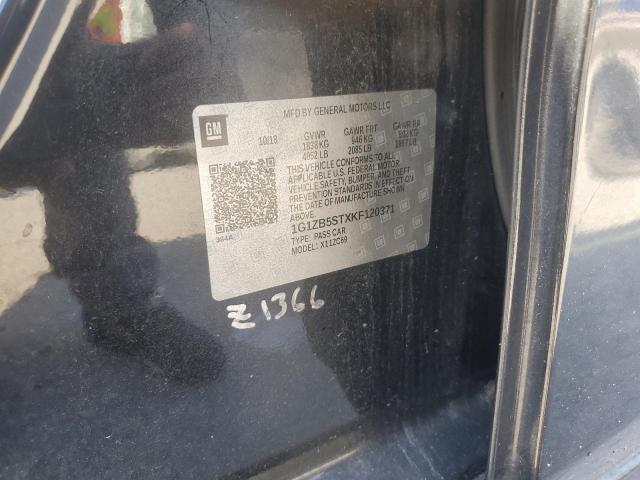 MFD BY GENERAL MOTORS LLC
GM
10/18 GVWR GAWR FRT GAWR RR
1838 KG 946 KG
4052 LB 2085 LB
THIS VEHICLE CONFORMS TO ALL
APPLICABLE U.S. FEDERAL MOTOR
VEHICLE SAFETY, BUMPER, AND THEFT
PREVENTION STANDARDS IN EFFECT ON
THE DATE OF MANUFACTURE SHOWN
ABOVE.
1G1ZB5STXKF120371
TYPE: PASS CAR
MODEL: X11ZC69
Z1366